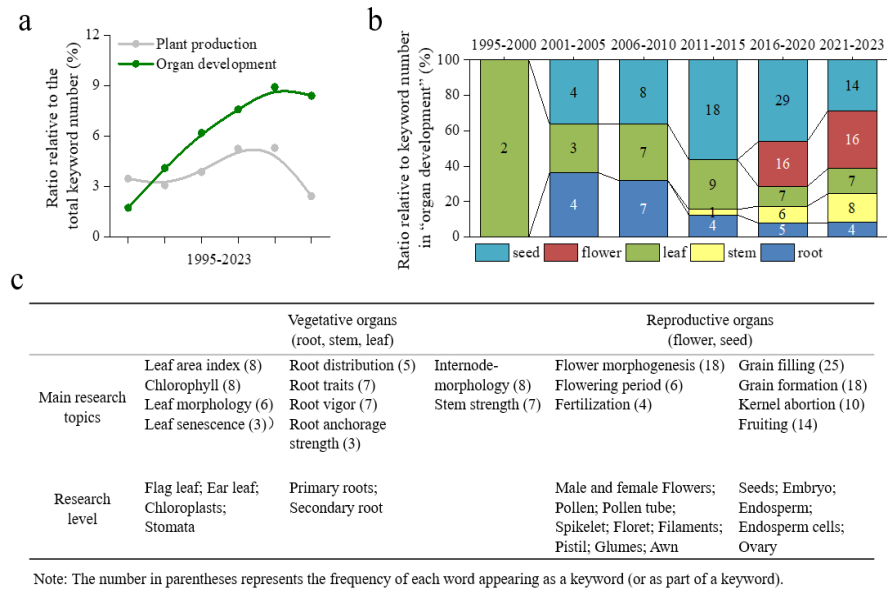 a
Plant production
Organ development
Ratio relative to the
total keyword number (%)
12
9
6
3
0
1995-2023
b
1995-2000 2001-2005 2006-2010 2011-2015 2016-2020 2021-2023
Ratio relative to keyword number
in “organ development” (%)
100
80
60
40
20
0
2
4
3
4
8
7
7
18
9
1
4
29
16
7
6
5
14
16
7
8
4
seed flower leaf stem root
c
Vegetative organs
(root, stem, leaf)
Reproductive organs
(flower, seed)
Main research
topics
Leaf area index (8)
Chlorophyll (8)
Leaf morphology (6)
Leaf senescence (3)）
Root distribution (5)
Root traits (7)
Root vigor (7)
Root anchorage
strength (3)
Internode-
morphology (8)
Stem strength (7)
Flower morphogenesis (18)
Flowering period (6)
Fertilization (4)
Grain filling (25)
Grain formation (18)
Kernel abortion (10)
Fruiting (14)
Research
level
Flag leaf; Ear leaf;
Chloroplasts;
Stomata
Primary roots;
Secondary root
Male and female Flowers;
Pollen; Pollen tube;
Spikelet; Floret; Filaments;
Pistil; Glumes; Awn
Seeds; Embryo;
Endosperm;
Endosperm cells;
Ovary
Note: The number in parentheses represents the frequency of each word appearing as a keyword (or as part of a keyword).